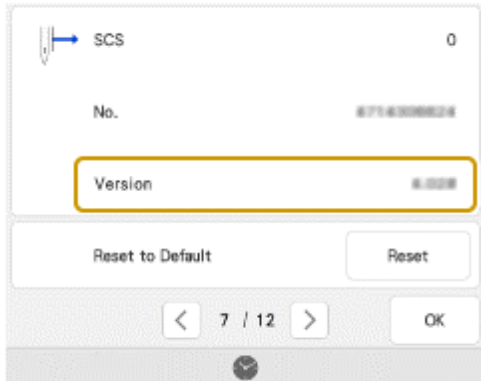 SCS 0
No.
Version
Reset to Default Reset
7 / 12
OK